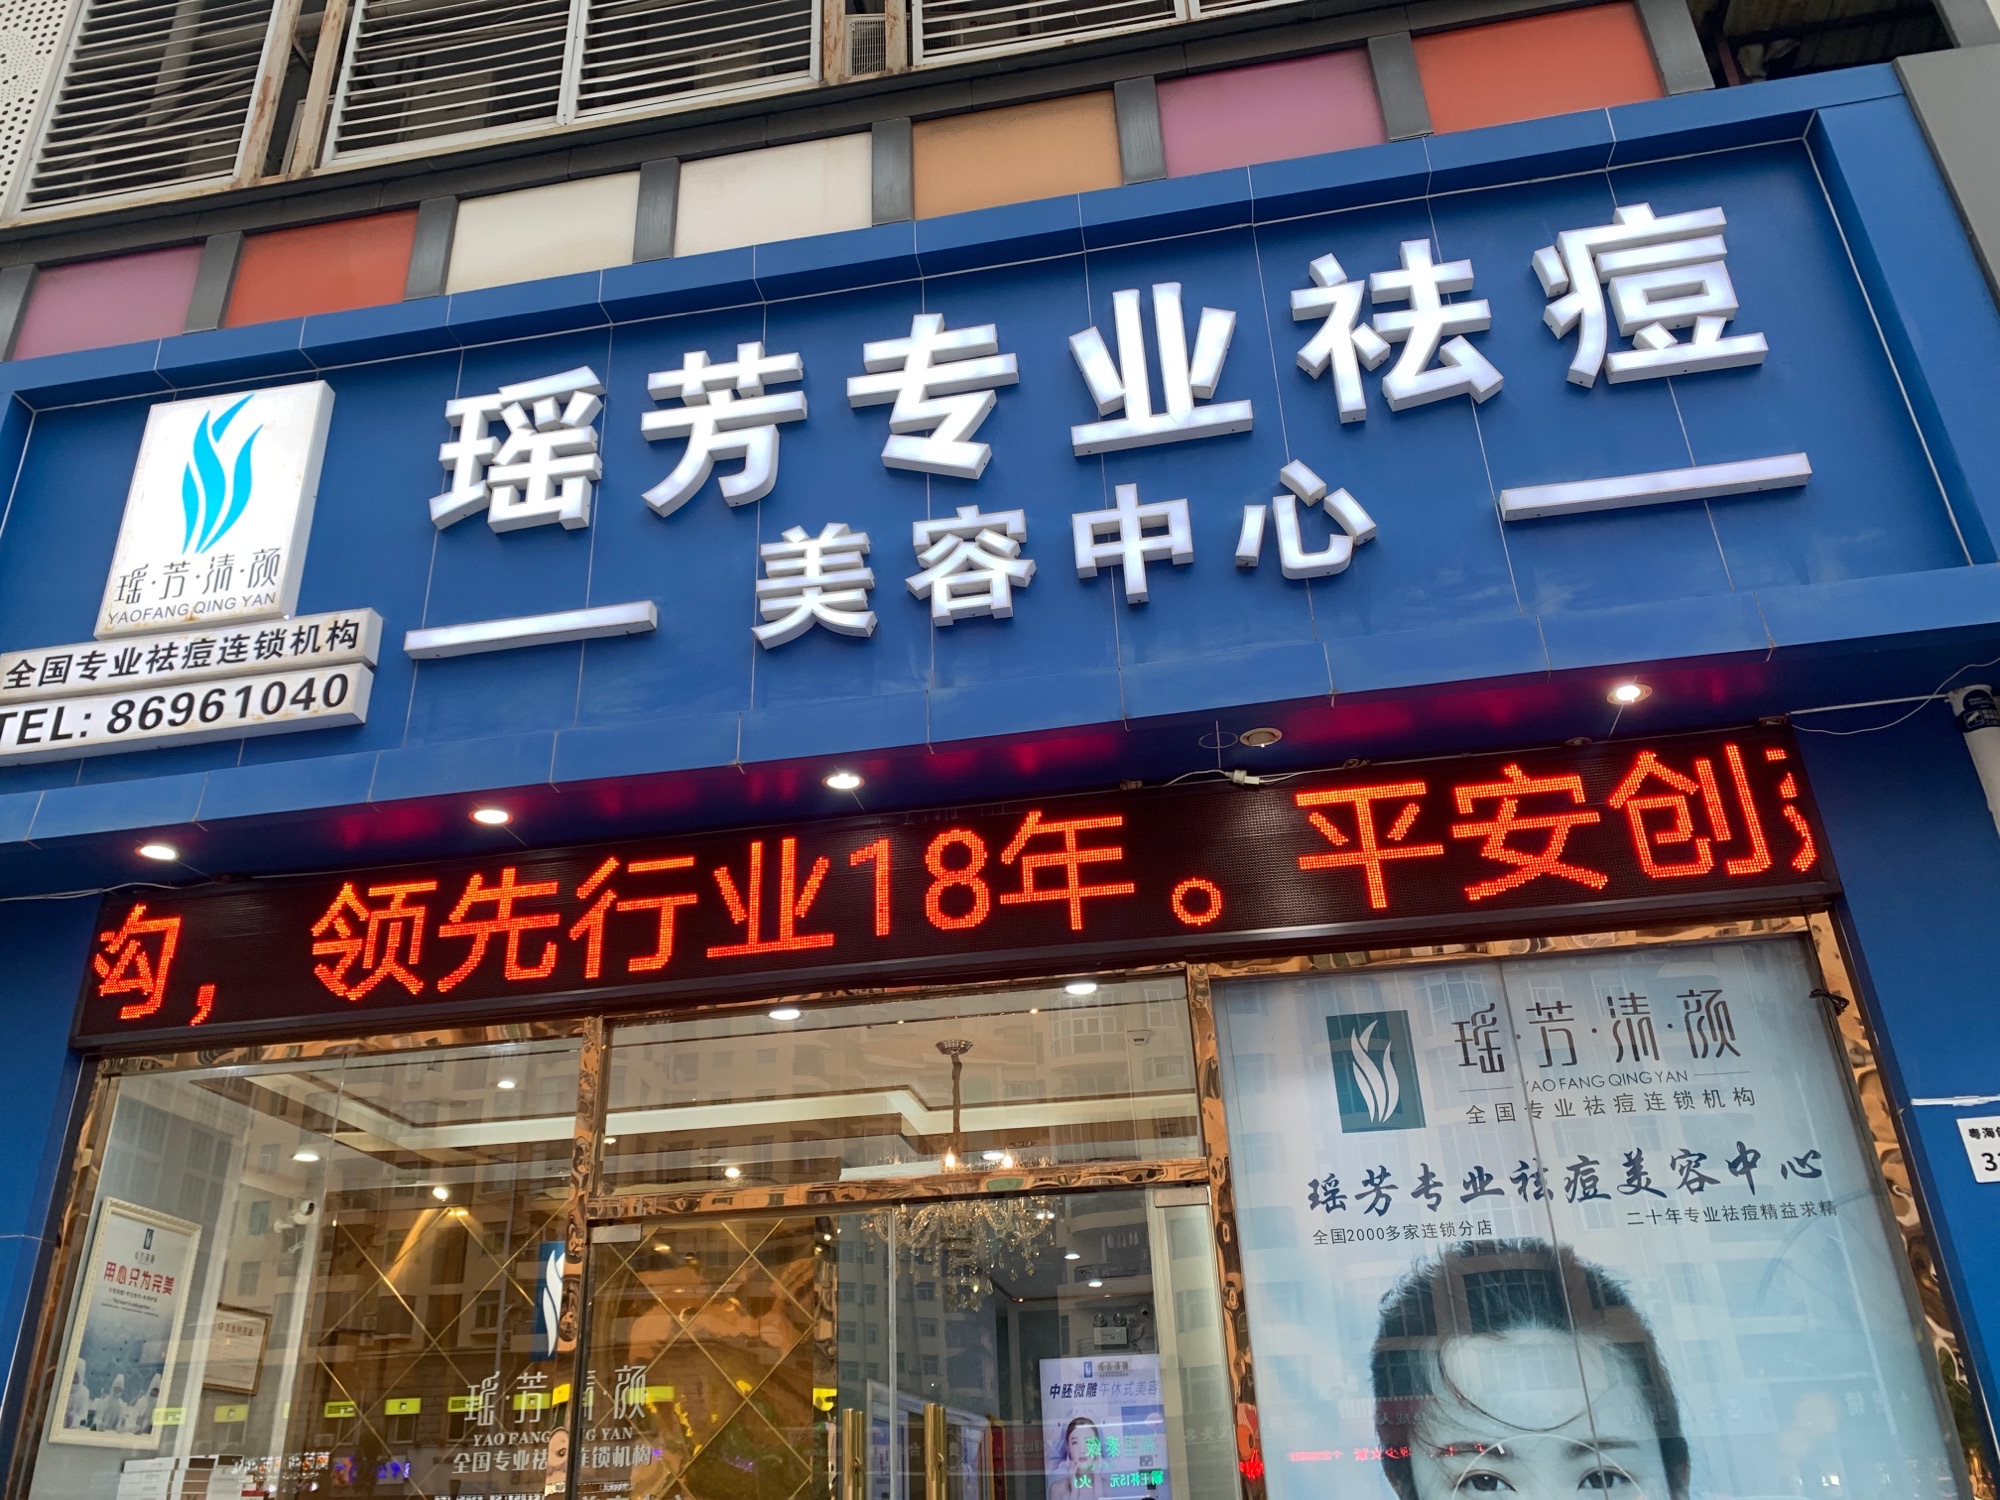 瑶芳专业祛痘
美容中心
瑶·芳·清·颜
YAOFANG QING YAN
全国专业祛痘连锁机构
TEL: 86961040
沟，领先行业18年。平安创
瑶·芳·清·颜
YAO FANG QING YAN
全国专业祛痘连锁机构
瑶芳专业祛痘美容中心
二十年专业祛痘精益求精
全国2000多家连锁分店
用心只为完美
瑶·芳·清·颜
YAO FANG QING YAN
全国专业祛痘连锁机构
中胚微雕午休式美容
粤海